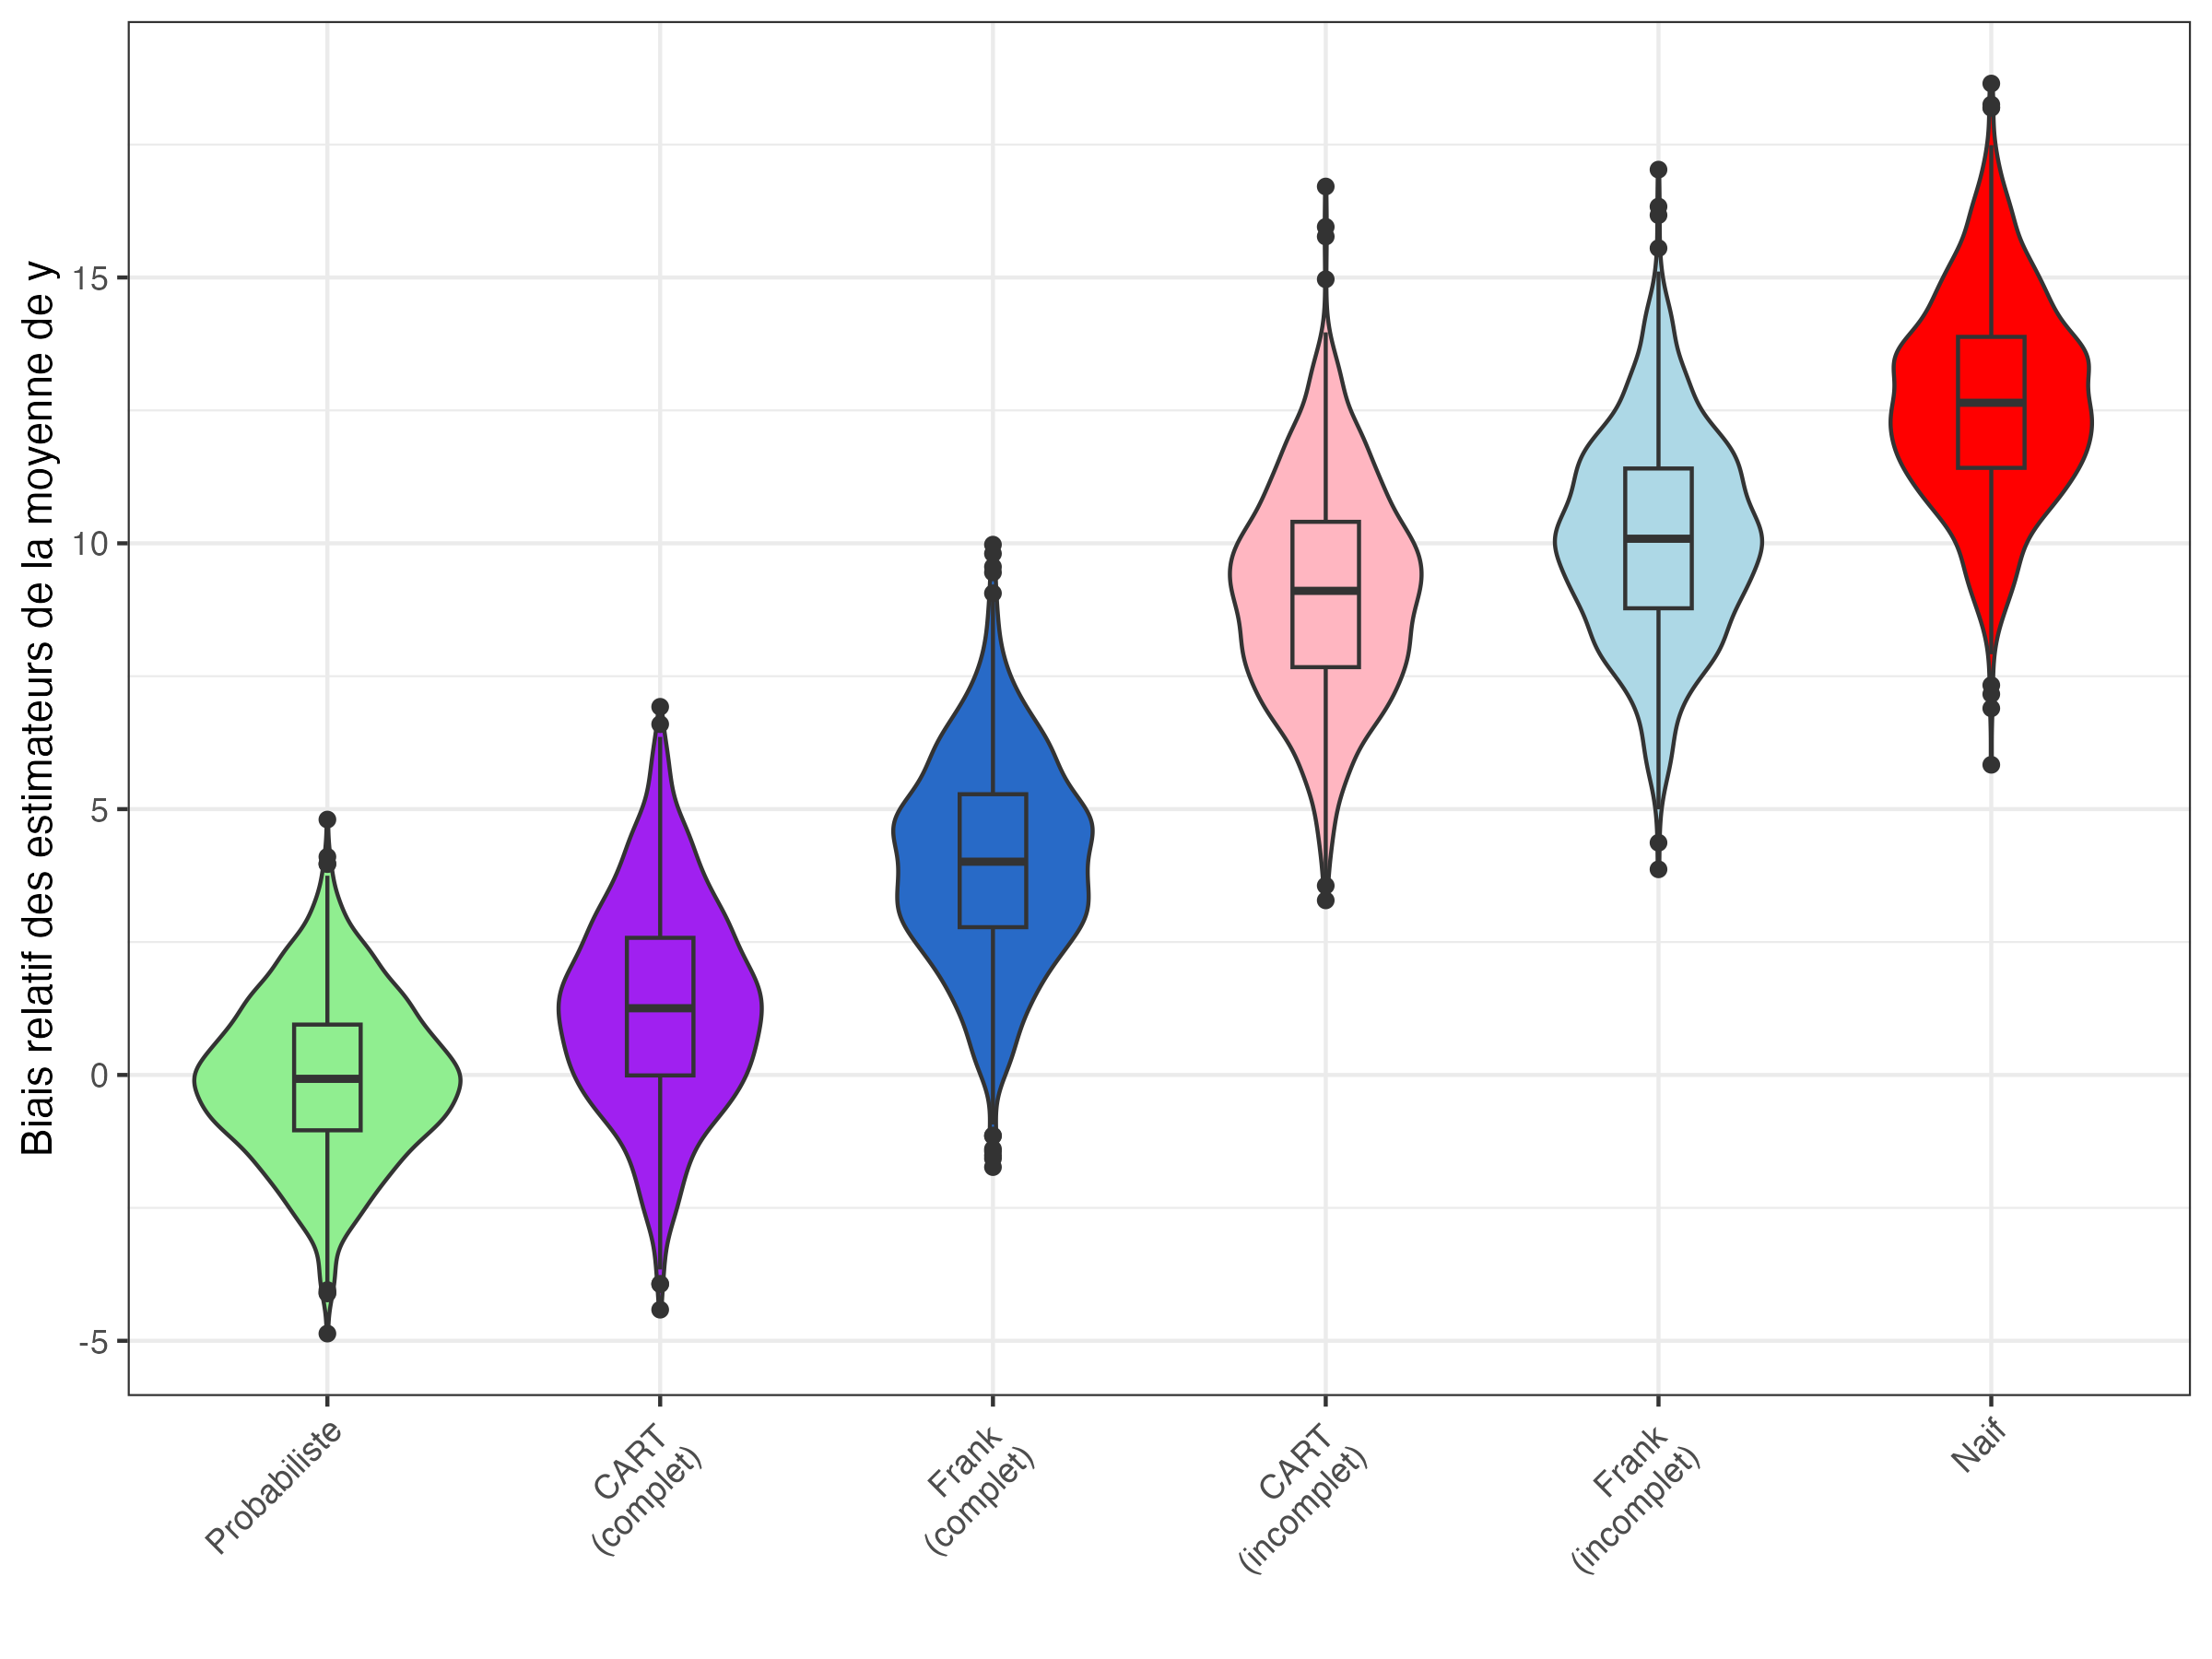 Biais relatif des estimateurs de la moyenne de y
15
10
5
0
-5
Probabiliste
CART
(complet)
Frank
(complet)
CART
(incomplet)
Frank
(incomplet)
Naif